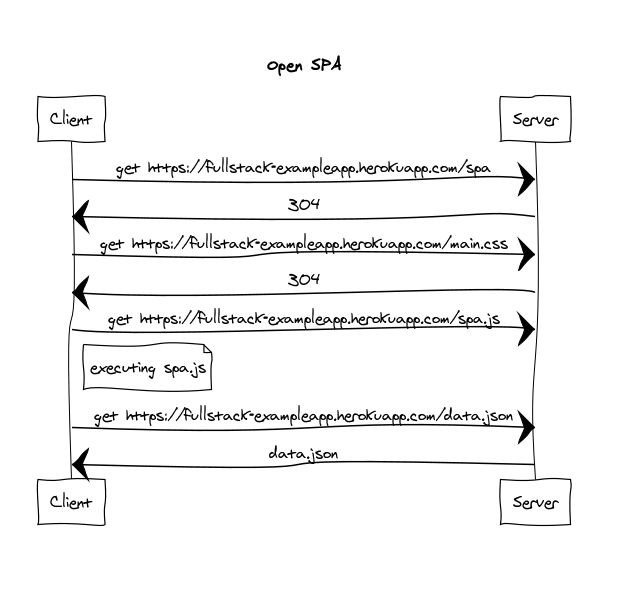 Open SPA
Client
Server
get https://fullstack-exampleapp.herokuapp.com/spa
304
get https://fullstack-exampleapp.herokuapp.com/main.css
304
get https://fullstack-exampleapp.herokuapp.com/spa.js
executing spa.js
get https://fullstack-exampleapp.herokuapp.com/data.json
data.json
Client
Server